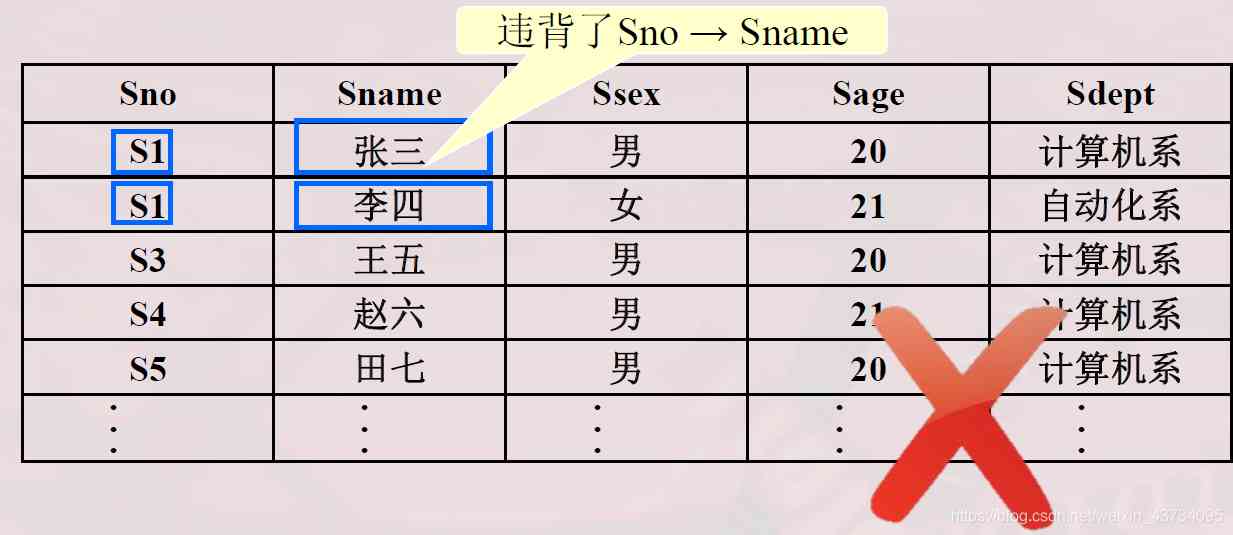 违背了Sno → Sname
Sno Sname Ssex Sage Sdept
S1 张三 男 20 计算机系
S1 李四 女 21 自动化系
S3 王五 男 20 计算机系
S4 赵六 男 21 计算机系
S5 田七 男 20 计算机系
⋮ ⋮ ⋮ ⋮ ⋮
https://blog.csdn.net/weixin_43734095